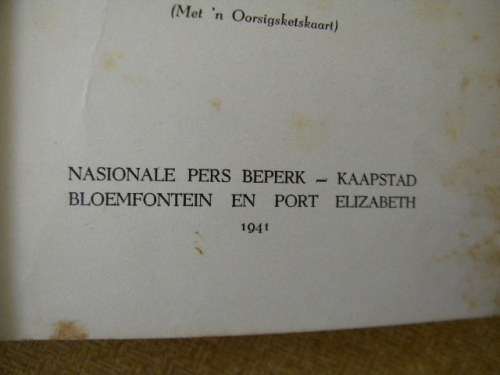 (Met 'n Oorsigsketskaart)
NASIONALE PERS BEPERK – KAAPSTAD
BLOEMFONTEIN EN PORT ELIZABETH
1941